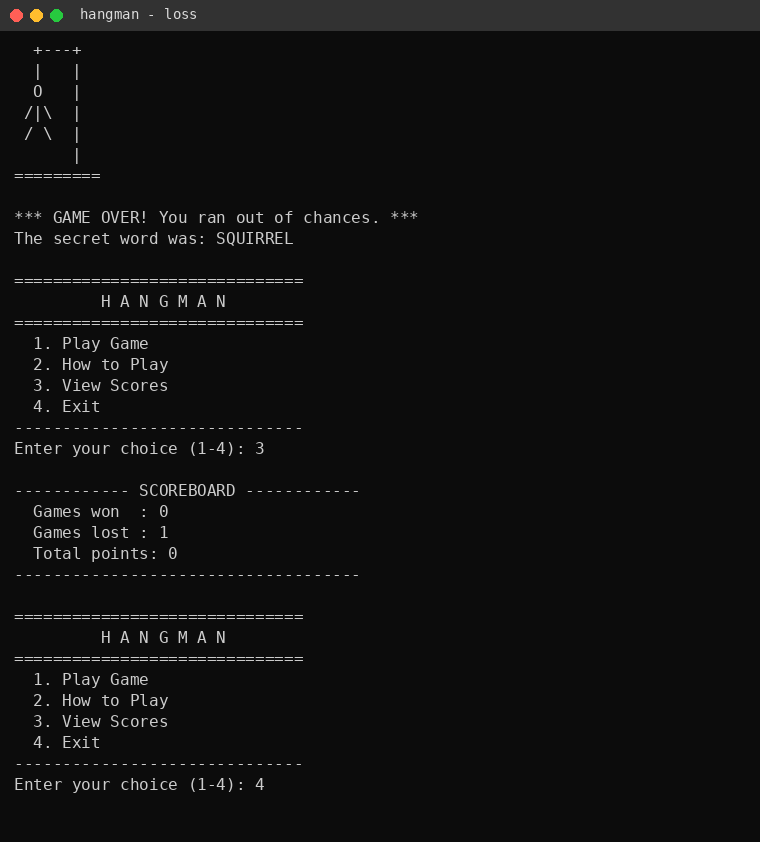 hangman - loss
  +---+
  |   |
  O   |
 /|\  |
 / \  |
      |
=========

*** GAME OVER! You ran out of chances. ***
The secret word was: SQUIRREL

==============================
         H A N G M A N
==============================
  1. Play Game
  2. How to Play
  3. View Scores
  4. Exit
------------------------------
Enter your choice (1-4): 3

------------ SCOREBOARD ------------
  Games won  : 0
  Games lost : 1
  Total points: 0
------------------------------------

==============================
         H A N G M A N
==============================
  1. Play Game
  2. How to Play
  3. View Scores
  4. Exit
------------------------------
Enter your choice (1-4): 4